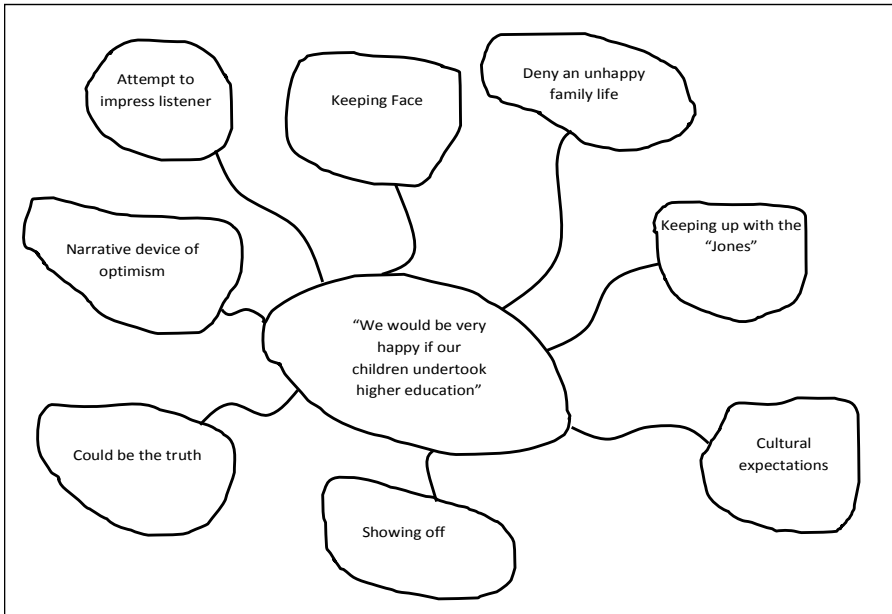 Attempt to
impress listener
Keeping Face
Deny an unhappy
family life
Narrative device of
optimism
Keeping up with the
“Jones”
“We would be very
happy if our
children undertook
higher education”
Could be the truth
Cultural
expectations
Showing off